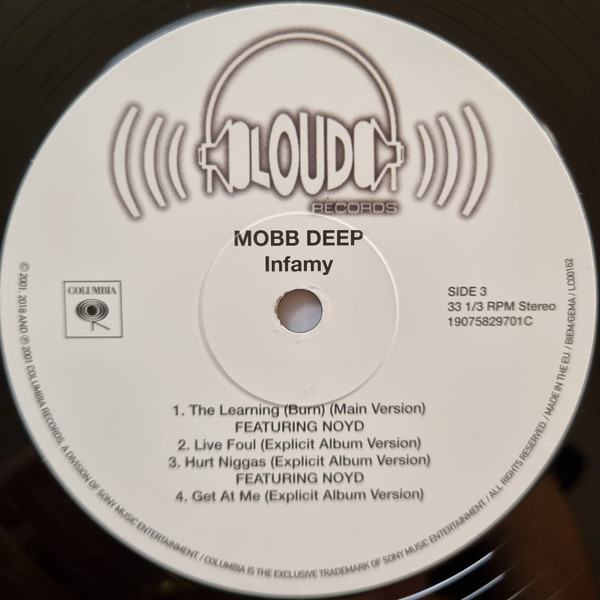 LOUD
RECORDS
MOBB DEEP
Infamy
COLUMBIA
SIDE 3
33 1/3 RPM Stereo
19075829701C
1. The Learning (Burn) (Main Version)
FEATURING NOYD
2. Live Foul (Explicit Album Version)
3. Hurt Niggas (Explicit Album Version)
FEATURING NOYD
4. Get At Me (Explicit Album Version)
© 2001, 2018 AND ℗ 2001 COLUMBIA RECORDS, A DIVISION OF SONY MUSIC ENTERTAINMENT / COLUMBIA IS THE EXCLUSIVE TRADEMARK OF SONY MUSIC ENTERTAINMENT / ALL RIGHTS RESERVED / MADE IN THE EU / BIEM/GEMA / LC00162